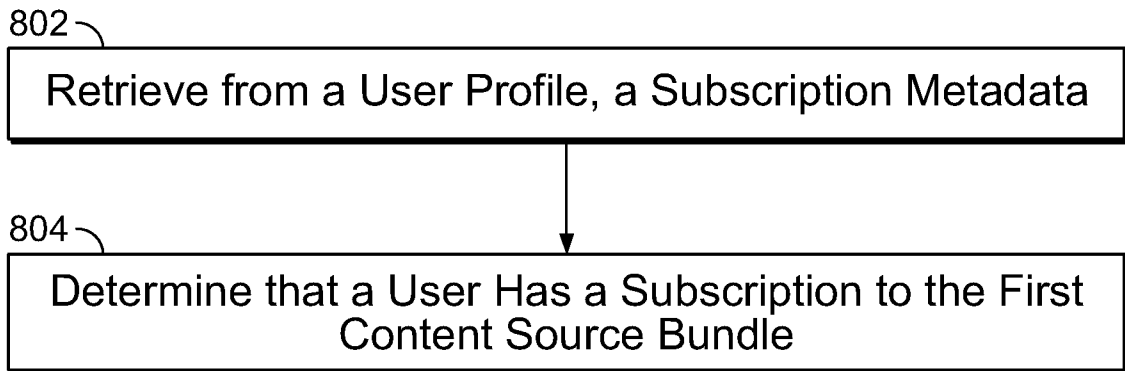 802
Retrieve from a User Profile, a Subscription Metadata
804
Determine that a User Has a Subscription to the First
Content Source Bundle